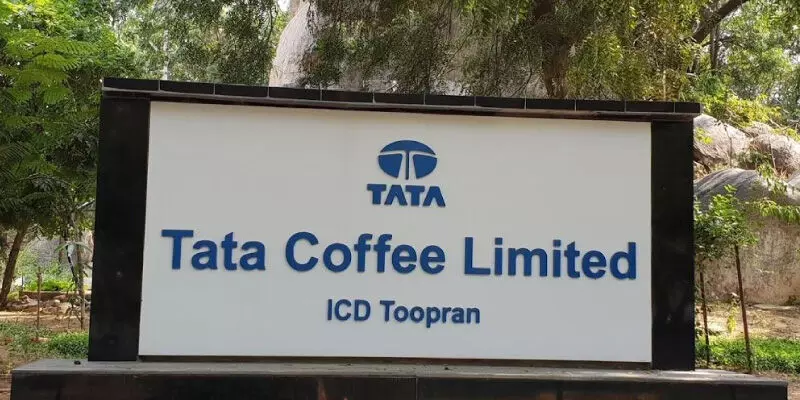 TATA
Tata Coffee Limited
ICD Toopran